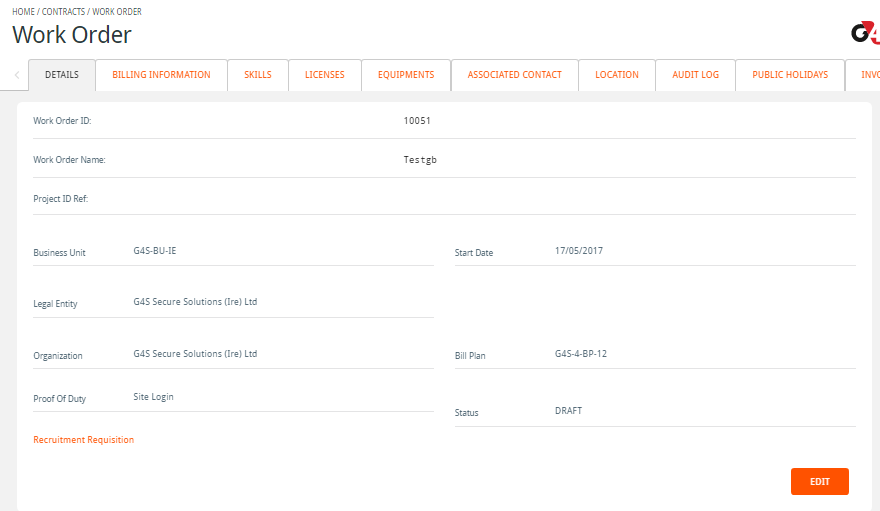 HOME / CONTRACTS / WORK ORDER
Work Order
G4
DETAILS BILLING INFORMATION SKILLS LICENSES EQUIPMENTS ASSOCIATED CONTACT LOCATION AUDIT LOG PUBLIC HOLIDAYS INVO
Work Order ID: 10051
Work Order Name: Testgb
Project ID Ref:
Business Unit G4S-BU-IE Start Date 17/05/2017
Legal Entity G4S Secure Solutions (Ire) Ltd
Organization G4S Secure Solutions (Ire) Ltd Bill Plan G4S-4-BP-12
Proof Of Duty Site Login
Status DRAFT
Recruitment Requisition
EDIT